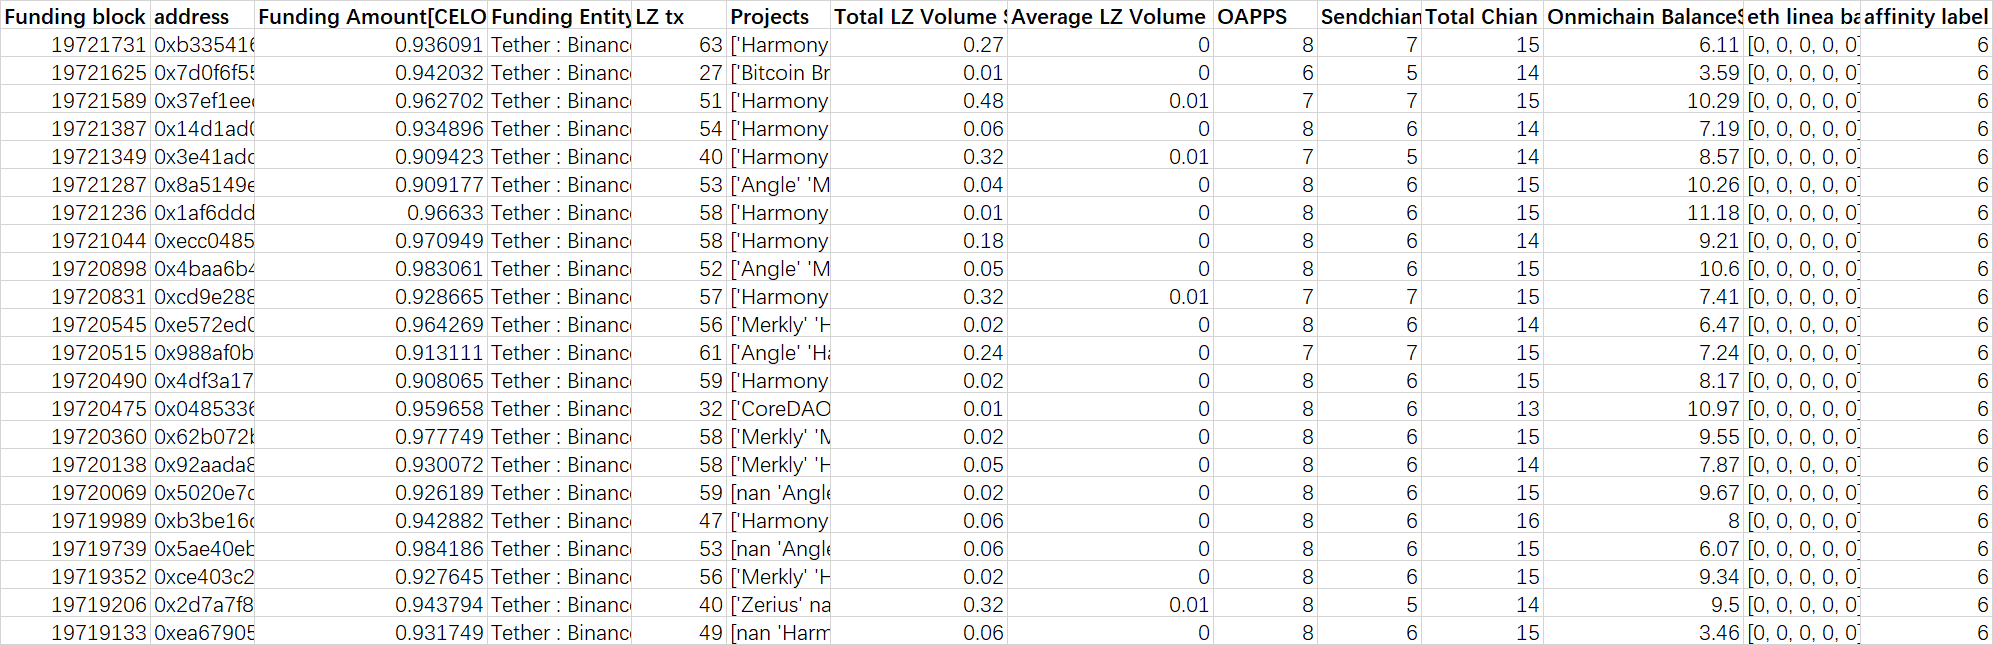 Funding block address Funding Amount[CELO Funding Entity LZ tx Projects Total LZ Volume $ Average LZ Volume OAPPS Sendchian Total Chian Onmichain Balance$ eth linea ba affinity label
19721731 0xb335416 0.936091 Tether : Binance 63 ['Harmony 0.27 0 8 7 15 6.11 [0, 0, 0, 0, 0] 6
19721625 0x7d0f6f55 0.942032 Tether : Binance 27 ['Bitcoin Br 0.01 0 6 5 14 3.59 [0, 0, 0, 0, 0] 6
19721589 0x37ef1eec 0.962702 Tether : Binance 51 ['Harmony 0.48 0.01 7 7 15 10.29 [0, 0, 0, 0, 0] 6
19721387 0x14d1ad0 0.934896 Tether : Binance 54 ['Harmony 0.06 0 8 6 14 7.19 [0, 0, 0, 0, 0] 6
19721349 0x3e41adc 0.909423 Tether : Binance 40 ['Harmony 0.32 0.01 7 5 14 8.57 [0, 0, 0, 0, 0] 6
19721287 0x8a5149e 0.909177 Tether : Binance 53 ['Angle' 'M 0.04 0 8 6 15 10.26 [0, 0, 0, 0, 0] 6
19721236 0x1af6ddd 0.96633 Tether : Binance 58 ['Harmony 0.01 0 8 6 15 11.18 [0, 0, 0, 0, 0] 6
19721044 0xecc0485 0.970949 Tether : Binance 58 ['Harmony 0.18 0 8 6 14 9.21 [0, 0, 0, 0, 0] 6
19720898 0x4baa6b4 0.983061 Tether : Binance 52 ['Angle' 'M 0.05 0 8 6 15 10.6 [0, 0, 0, 0, 0] 6
19720831 0xcd9e288 0.928665 Tether : Binance 57 ['Harmony 0.32 0.01 7 7 15 7.41 [0, 0, 0, 0, 0] 6
19720545 0xe572ed0 0.964269 Tether : Binance 56 ['Merkly' 'H 0.02 0 8 6 14 6.47 [0, 0, 0, 0, 0] 6
19720515 0x988af0b 0.913111 Tether : Binance 61 ['Angle' 'Ha 0.24 0 7 7 15 7.24 [0, 0, 0, 0, 0] 6
19720490 0x4df3a17 0.908065 Tether : Binance 59 ['Harmony 0.02 0 8 6 15 8.17 [0, 0, 0, 0, 0] 6
19720475 0x0485336 0.959658 Tether : Binance 32 ['CoreDAO 0.01 0 8 6 13 10.97 [0, 0, 0, 0, 0] 6
19720360 0x62b072b 0.977749 Tether : Binance 58 ['Merkly' 'M 0.02 0 8 6 15 9.55 [0, 0, 0, 0, 0] 6
19720138 0x92aada8 0.930072 Tether : Binance 58 ['Merkly' 'H 0.05 0 8 6 14 7.87 [0, 0, 0, 0, 0] 6
19720069 0x5020e7c 0.926189 Tether : Binance 59 [nan 'Angle 0.02 0 8 6 15 9.67 [0, 0, 0, 0, 0] 6
19719989 0xb3be16c 0.942882 Tether : Binance 47 ['Harmony 0.06 0 8 6 16 8 [0, 0, 0, 0, 0] 6
19719739 0x5ae40eb 0.984186 Tether : Binance 53 [nan 'Angle 0.06 0 8 6 15 6.07 [0, 0, 0, 0, 0] 6
19719352 0xce403c2 0.927645 Tether : Binance 56 ['Merkly' 'H 0.02 0 8 6 15 9.34 [0, 0, 0, 0, 0] 6
19719206 0x2d7a7f8 0.943794 Tether : Binance 40 ['Zerius' na 0.32 0.01 8 5 14 9.5 [0, 0, 0, 0, 0] 6
19719133 0xea67905 0.931749 Tether : Binance 49 [nan 'Harm 0.06 0 8 6 15 3.46 [0, 0, 0, 0, 0] 6